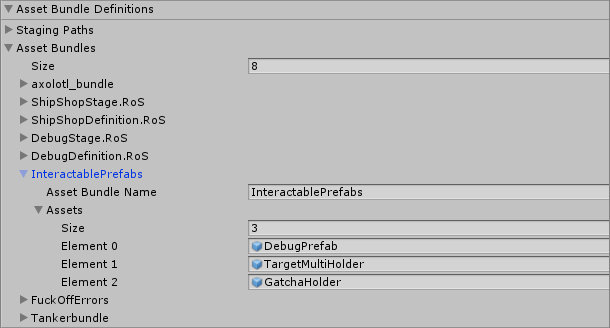 Asset Bundle Definitions
Staging Paths
Asset Bundles
Size 8
axolotl_bundle
ShipShopStage.RoS
ShipShopDefinition.RoS
DebugStage.RoS
DebugDefinition.RoS
InteractablePrefabs
Asset Bundle Name InteractablePrefabs
Assets
Size 3
Element 0 DebugPrefab
Element 1 TargetMultiHolder
Element 2 GatchaHolder
FuckOffErrors
Tankerbundle